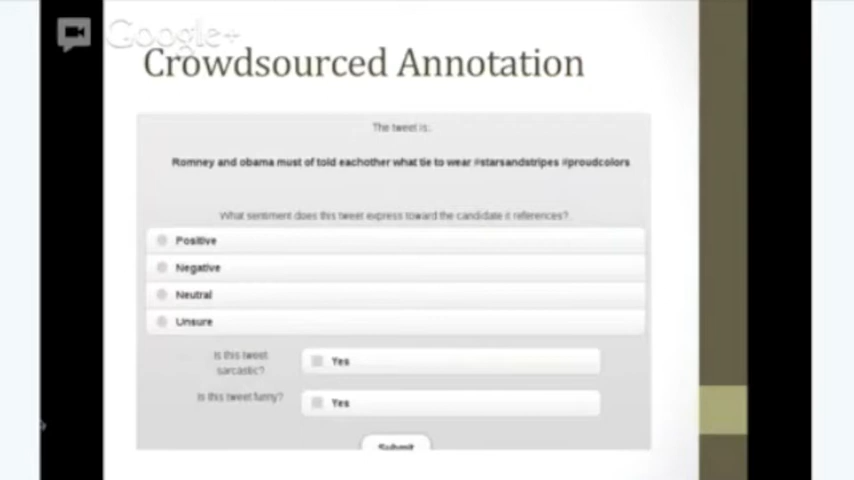 Google+
Crowdsourced Annotation
The tweet is:
Romney and obama must of told eachother what tie to wear #starsandstripes #proudcolors
What sentiment does this tweet express toward the candidate it references?
Positive
Negative
Neutral
Unsure
Is this tweet
sarcastic?
Yes
Is this tweet funny?
Yes
Submit